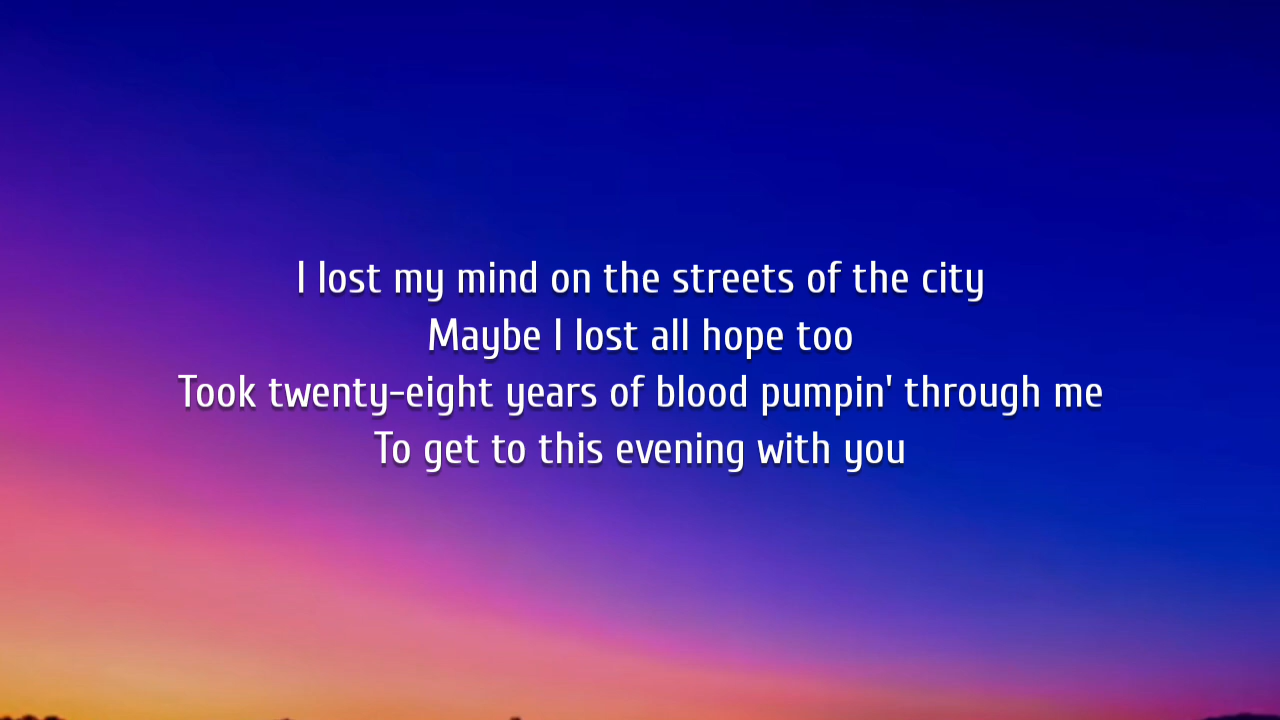 I lost my mind on the streets of the city
Maybe I lost all hope too
Took twenty-eight years of blood pumpin' through me
To get to this evening with you